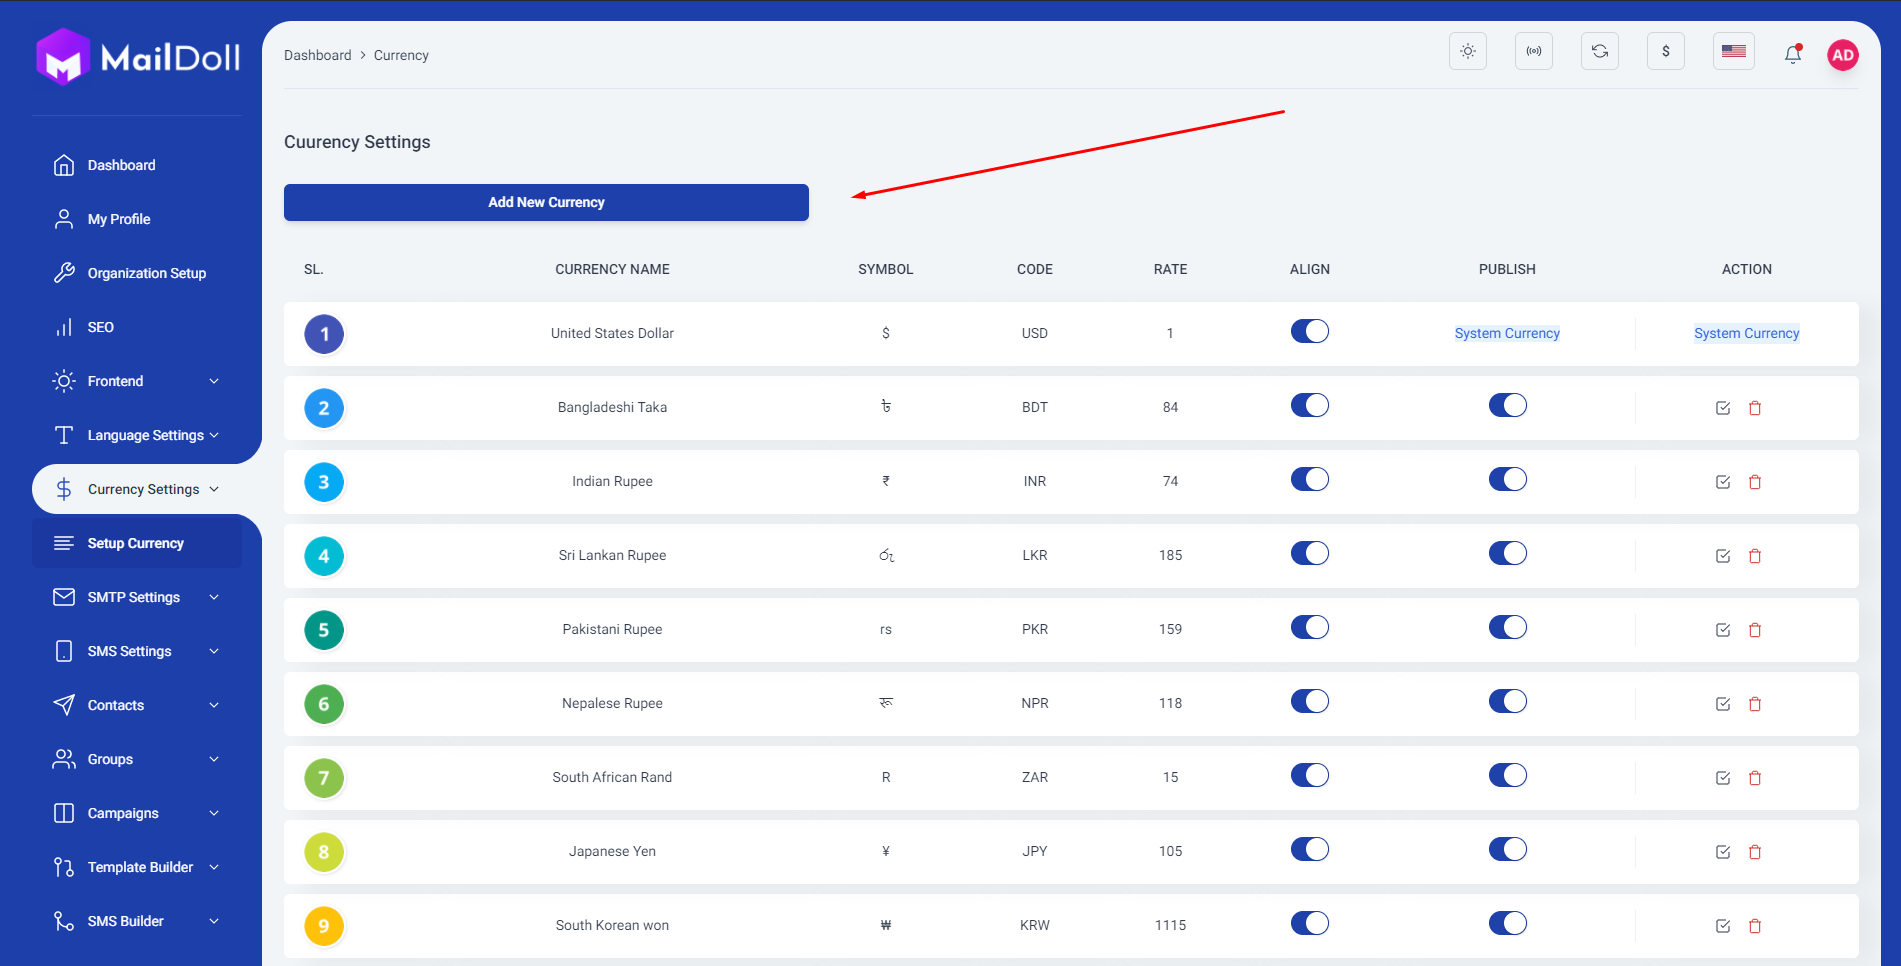 MailDoll
Dashboard > Currency
$
AD
Cuurency Settings
Add New Currency
Dashboard
My Profile
Organization Setup
SEO
Frontend
Language Settings
Currency Settings
Setup Currency
SMTP Settings
SMS Settings
Contacts
Groups
Campaigns
Template Builder
SMS Builder
SL. CURRENCY NAME SYMBOL CODE RATE ALIGN PUBLISH ACTION
1 United States Dollar $ USD 1 System Currency System Currency
2 Bangladeshi Taka ৳ BDT 84
3 Indian Rupee ₹ INR 74
4 Sri Lankan Rupee රු LKR 185
5 Pakistani Rupee rs PKR 159
6 Nepalese Rupee रू NPR 118
7 South African Rand R ZAR 15
8 Japanese Yen ¥ JPY 105
9 South Korean won ₩ KRW 1115